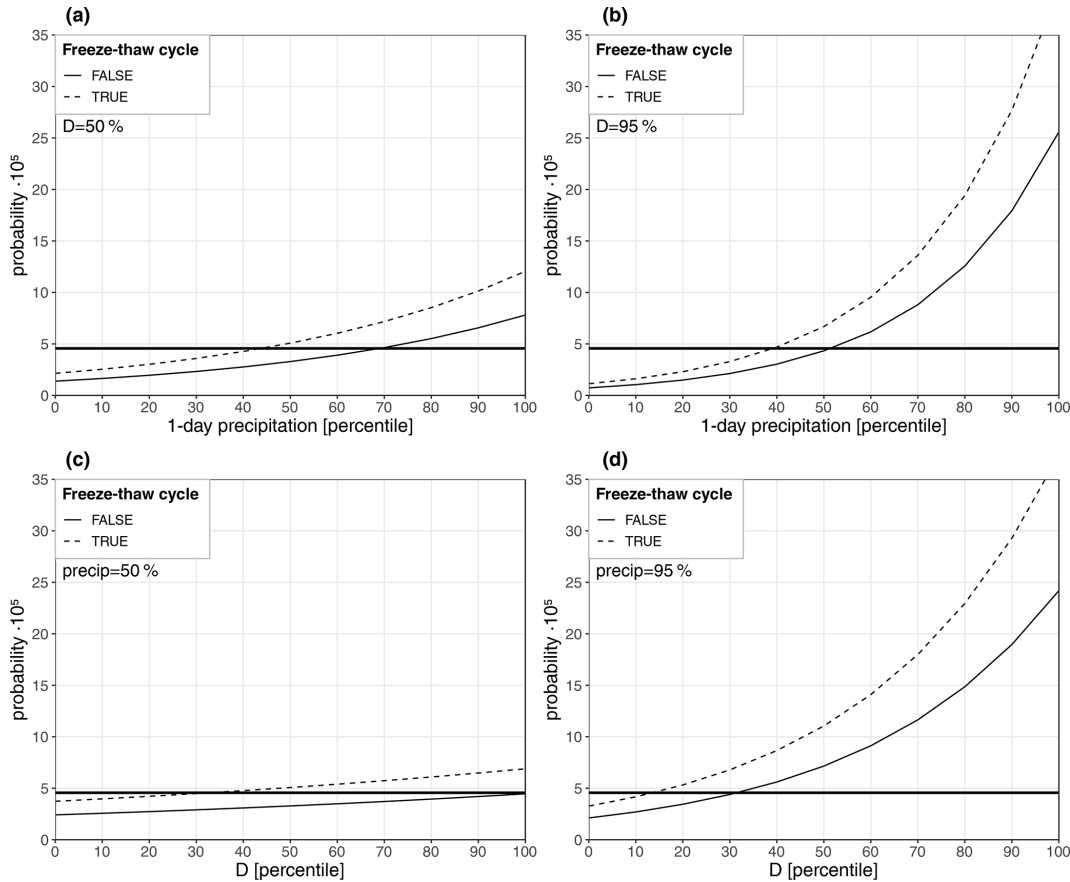 (a)
Freeze-thaw cycle
FALSE
TRUE
D=50 %
probability ·10⁵
35
30
25
20
15
10
5
0
0 10 20 30 40 50 60 70 80 90 100
1-day precipitation [percentile]
(b)
Freeze-thaw cycle
FALSE
TRUE
D=95 %
probability ·10⁵
35
30
25
20
15
10
5
0
0 10 20 30 40 50 60 70 80 90 100
1-day precipitation [percentile]
(c)
Freeze-thaw cycle
FALSE
TRUE
precip=50 %
probability ·10⁵
35
30
25
20
15
10
5
0
0 10 20 30 40 50 60 70 80 90 100
D [percentile]
(d)
Freeze-thaw cycle
FALSE
TRUE
precip=95 %
probability ·10⁵
35
30
25
20
15
10
5
0
0 10 20 30 40 50 60 70 80 90 100
D [percentile]